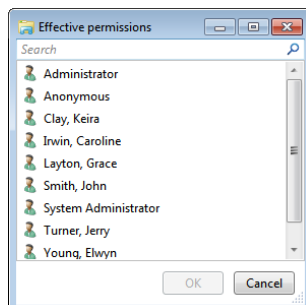 Effective permissions
Search
Administrator
Anonymous
Clay, Keira
Irwin, Caroline
Layton, Grace
Smith, John
System Administrator
Turner, Jerry
Young, Elwyn
OK Cancel